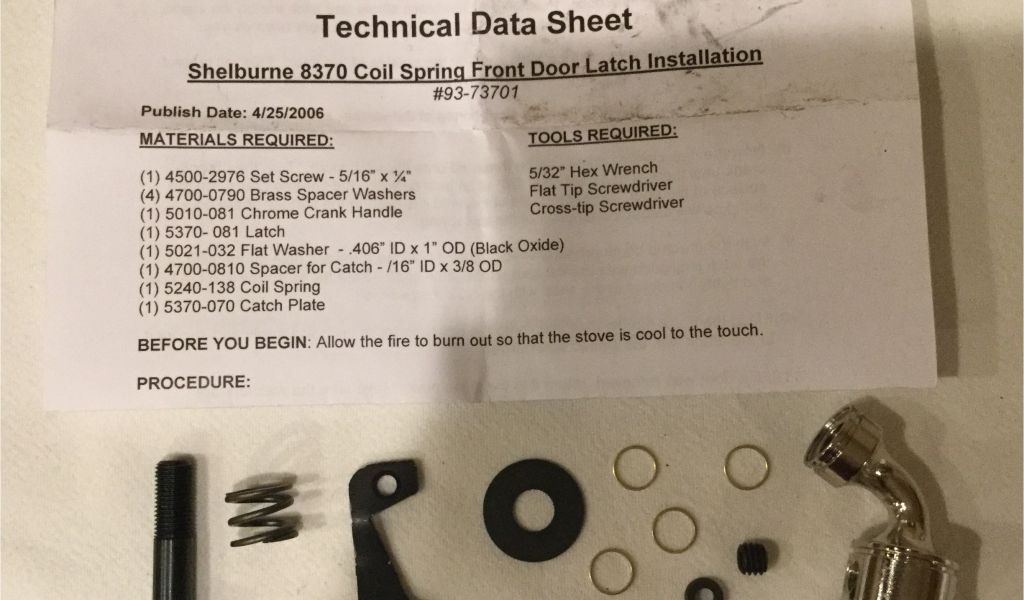 Technical Data Sheet
Shelburne 8370 Coil Spring Front Door Latch Installation
#93-73701
Publish Date: 4/25/2006
MATERIALS REQUIRED:
(1) 4500-2976 Set Screw - 5/16" x ¼"
(4) 4700-0790 Brass Spacer Washers
(1) 5010-081 Chrome Crank Handle
(1) 5370- 081 Latch
(1) 5021-032 Flat Washer - .406" ID x 1" OD (Black Oxide)
(1) 4700-0810 Spacer for Catch - /16" ID x 3/8 OD
(1) 5240-138 Coil Spring
(1) 5370-070 Catch Plate
TOOLS REQUIRED:
5/32" Hex Wrench
Flat Tip Screwdriver
Cross-tip Screwdriver
BEFORE YOU BEGIN: Allow the fire to burn out so that the stove is cool to the touch.
PROCEDURE: